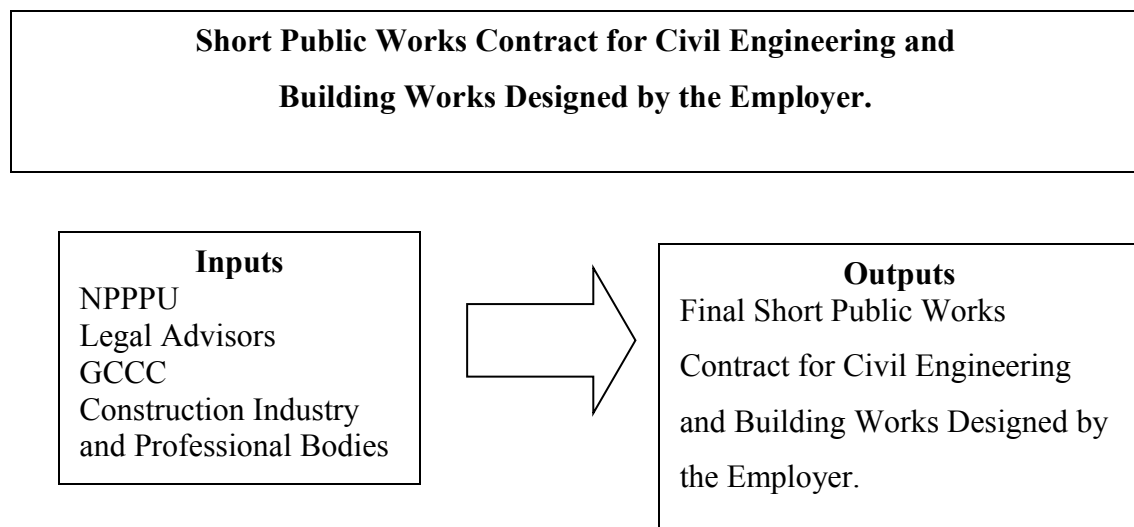 Short Public Works Contract for Civil Engineering and
Building Works Designed by the Employer.
Inputs
NPPPU
Legal Advisors
GCCC
Construction Industry
and Professional Bodies
Outputs
Final Short Public Works
Contract for Civil Engineering
and Building Works Designed by
the Employer.